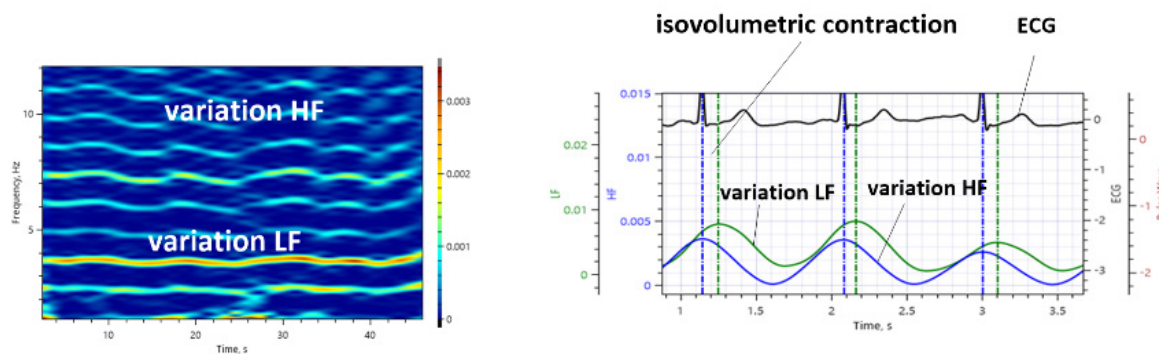 variation HF
variation LF
Frequency, Hz
10
5
10
20
30
40
Time, s
0.003
0.002
0.001
0
isovolumetric contraction
ECG
variation LF
variation HF
LF
0.02
0.01
0
HF
0.015
0.01
0.005
0
1
1.5
2
2.5
3
3.5
Time, s
ECG
0
-1
-2
-3
0
-1
-2